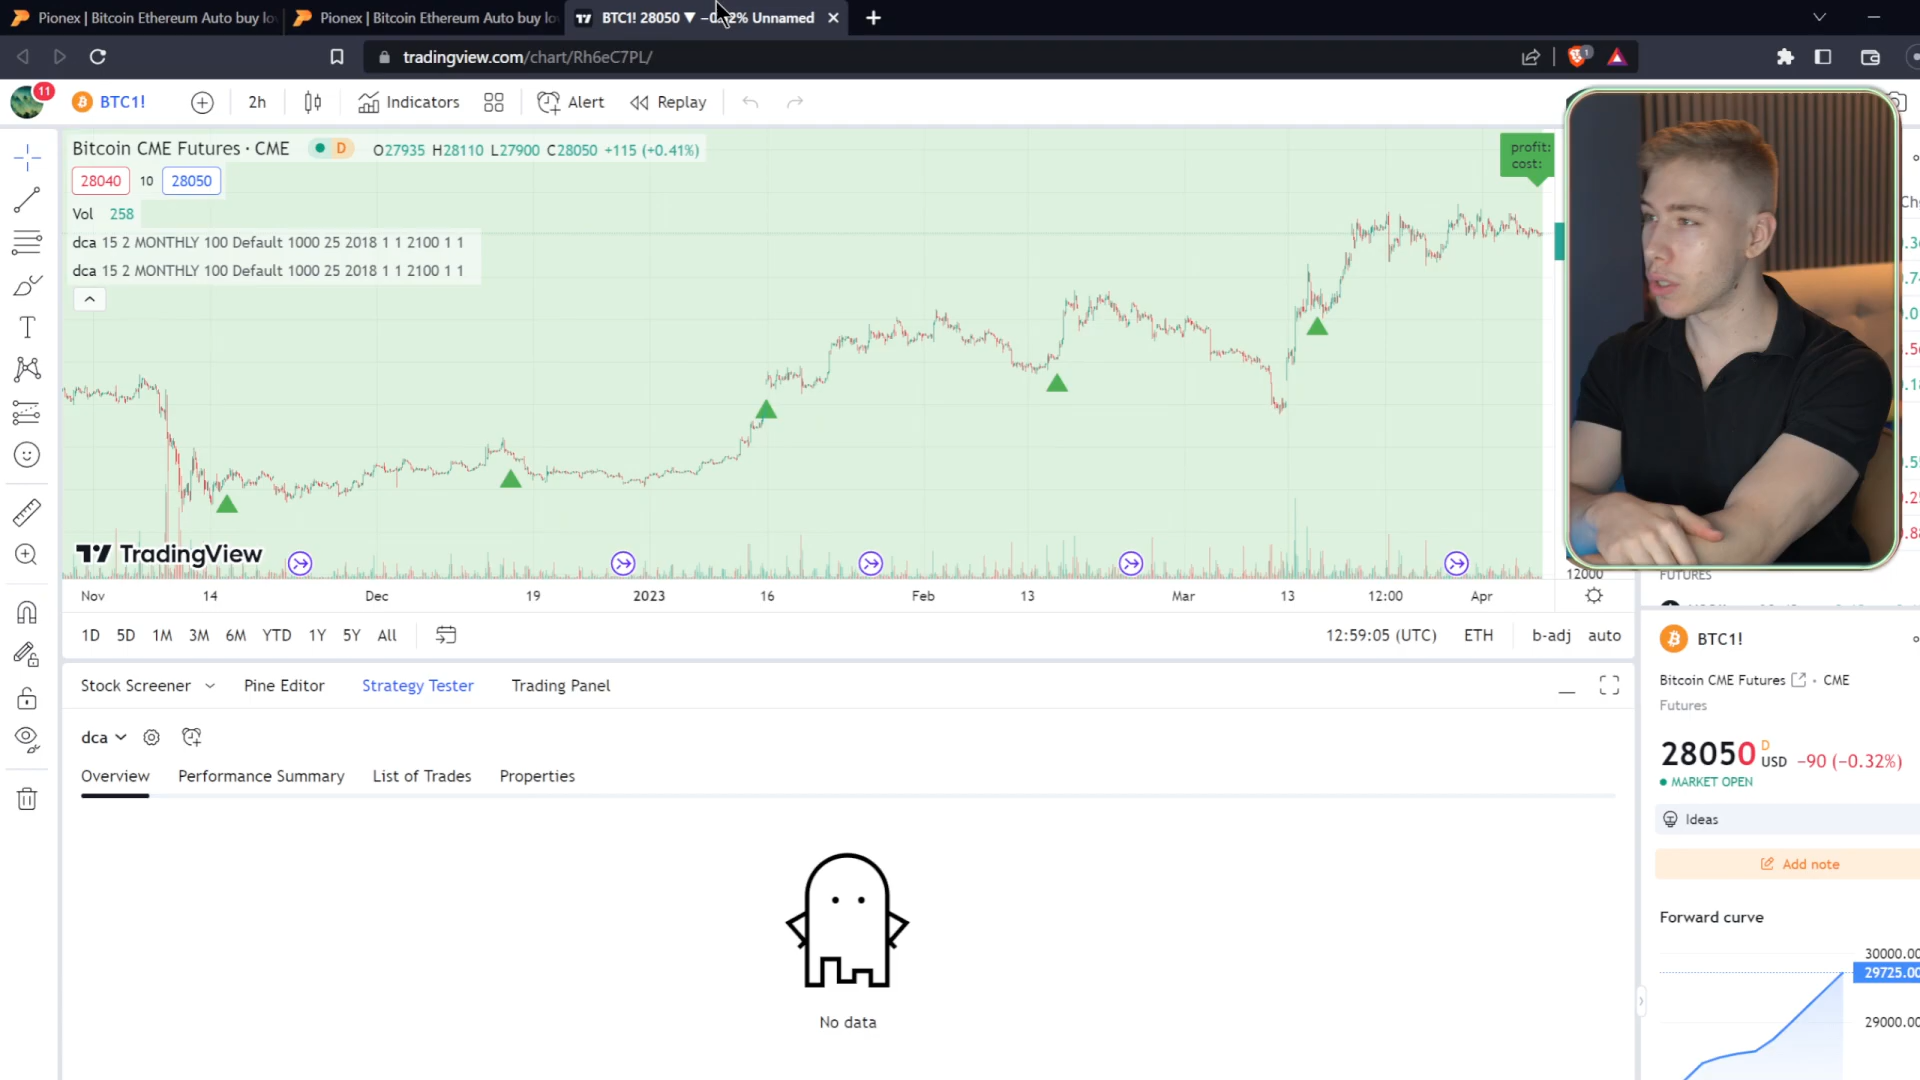 Pionex | Bitcoin Ethereum Auto buy lo
Pionex | Bitcoin Ethereum Auto buy lo
BTC1! 28050 ▼ Unnamed
tradingview.com/chart/Rh6eC7PL/
1
11
BTC1!
2h
Indicators
Alert
Replay
Bitcoin CME Futures · CME
D
O27935 H28110 L27900 C28050 +115 (+0.41%)
28040
10
28050
Vol 258
dca 15 2 MONTHLY 100 Default 1000 25 2018 1 1 2100 1 1
dca 15 2 MONTHLY 100 Default 1000 25 2018 1 1 2100 1 1
profit:
cost:
TradingView
12000
Nov 14 Dec 19 2023 16 Feb 13 Mar 13 12:00 Apr
1D 5D 1M 3M 6M YTD 1Y 5Y All
12:59:05 (UTC) ETH b-adj auto
Stock Screener Pine Editor Strategy Tester Trading Panel
dca
Overview Performance Summary List of Trades Properties
No data
FUTURES
BTC1!
Bitcoin CME Futures · CME
Futures
28050 D USD −90 (−0.32%)
MARKET OPEN
Ideas
Add note
Forward curve
30000.00
29725.00
29000.00